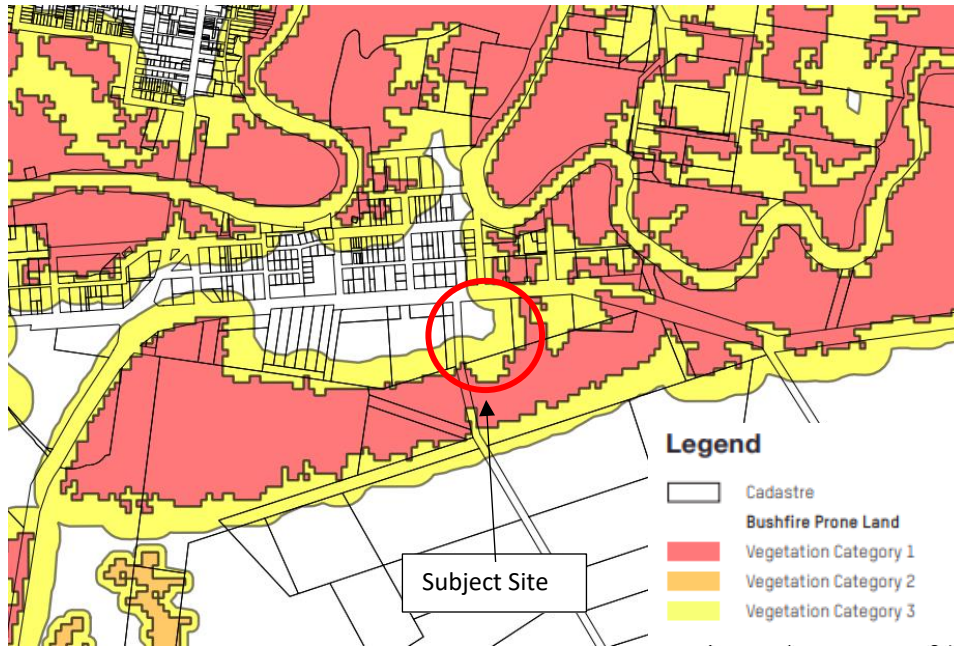 Subject Site
Legend
Cadastre
Bushfire Prone Land
Vegetation Category 1
Vegetation Category 2
Vegetation Category 3